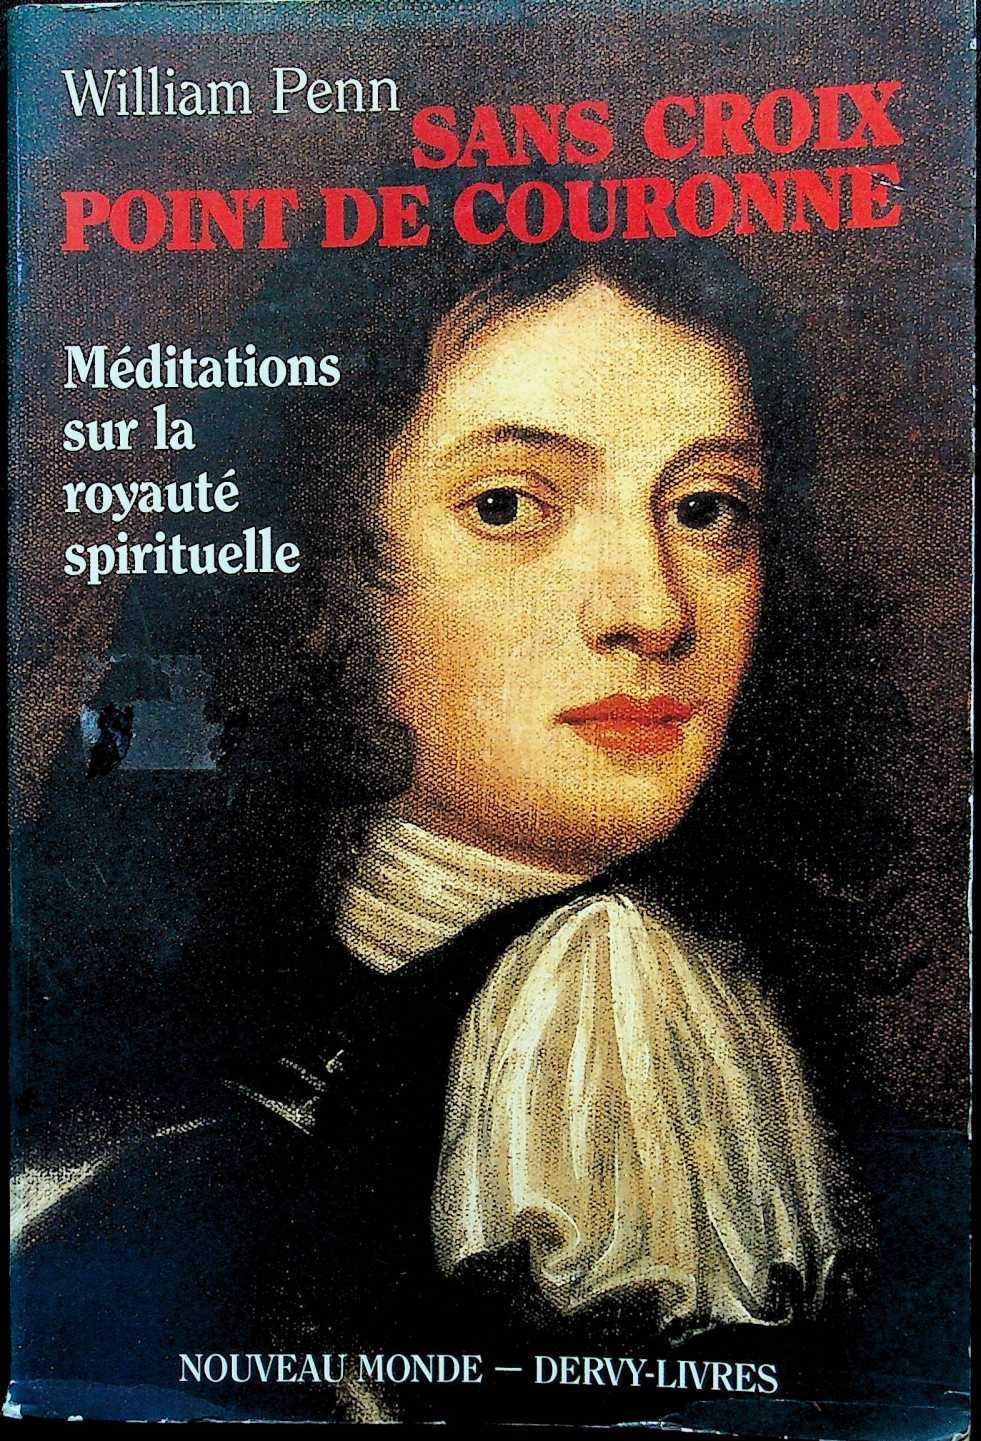 William Penn
SANS CROIX
POINT DE COURONNE
Méditations
sur la
royauté
spirituelle
NOUVEAU MONDE — DERVY-LIVRES